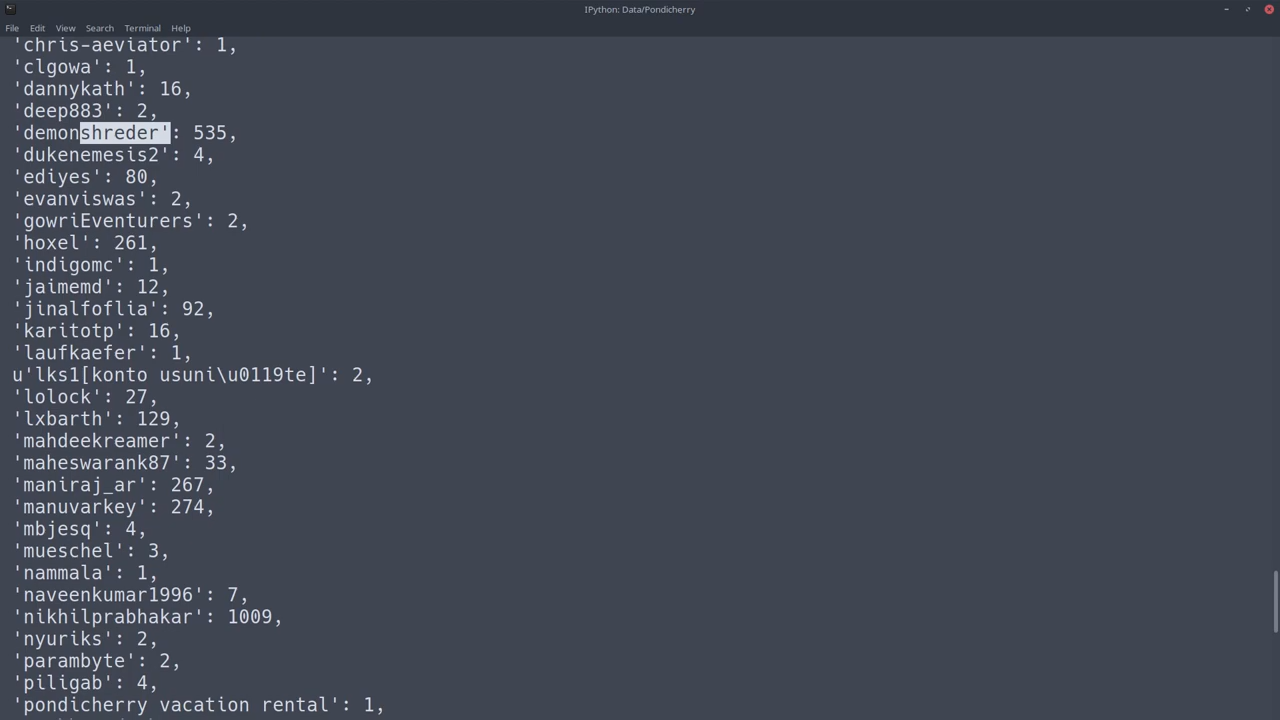 IPython: Data/Pondicherry
File Edit View Search Terminal Help
'chris-aeviator': 1,
'clgowa': 1,
'dannykath': 16,
'deep883': 2,
'demonshreder': 535,
'dukenemesis2': 4,
'ediyes': 80,
'evanviswas': 2,
'gowriEventurers': 2,
'hoxel': 261,
'indigomc': 1,
'jaimemd': 12,
'jinalfoflia': 92,
'karitotp': 16,
'laufkaefer': 1,
u'lks1[konto usuni\u0119te]': 2,
'lolock': 27,
'lxbarth': 129,
'mahdeekreamer': 2,
'maheswarank87': 33,
'maniraj_ar': 267,
'manuvarkey': 274,
'mbjesq': 4,
'mueschel': 3,
'nammala': 1,
'naveenkumar1996': 7,
'nikhilprabhakar': 1009,
'nyuriks': 2,
'parambyte': 2,
'piligab': 4,
'pondicherry vacation rental': 1,